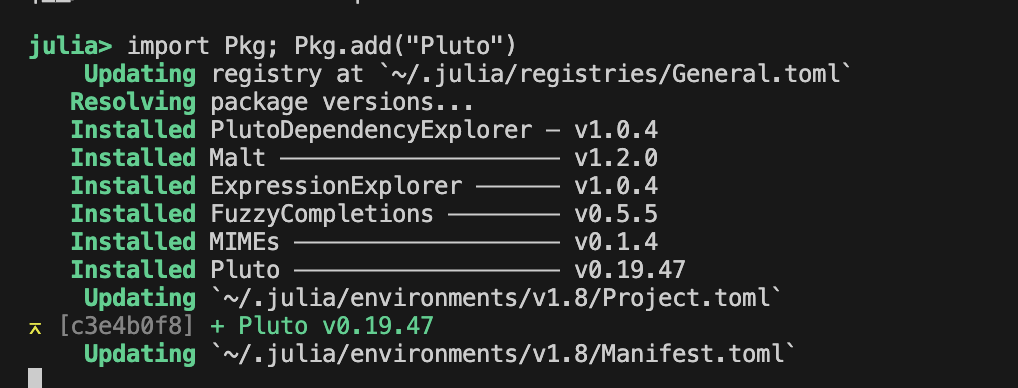 julia> import Pkg; Pkg.add("Pluto")
Updating registry at `~/.julia/registries/General.toml`
Resolving package versions...
Installed PlutoDependencyExplorer ─ v1.0.4
Installed Malt ──────────────────── v1.2.0
Installed ExpressionExplorer ────── v1.0.4
Installed FuzzyCompletions ──────── v0.5.5
Installed MIMEs ─────────────────── v0.1.4
Installed Pluto ─────────────────── v0.19.47
Updating `~/.julia/environments/v1.8/Project.toml`
⌅ [c3e4b0f8] + Pluto v0.19.47
Updating `~/.julia/environments/v1.8/Manifest.toml`